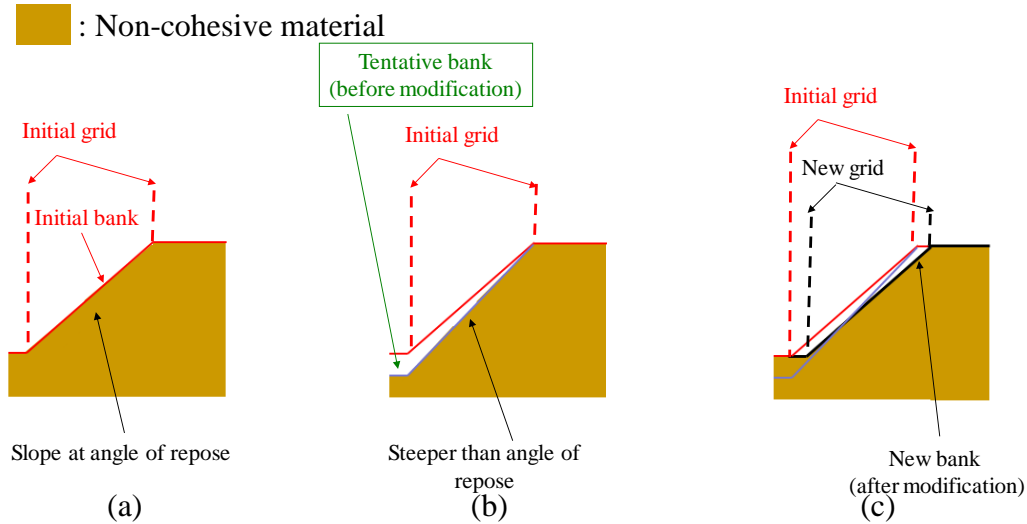 : Non-cohesive material
Tentative bank
(before modification)
Initial grid
Initial bank
Slope at angle of repose
(a)
Initial grid
Steeper than angle of
repose
(b)
Initial grid
New grid
New bank
(after modification)
(c)